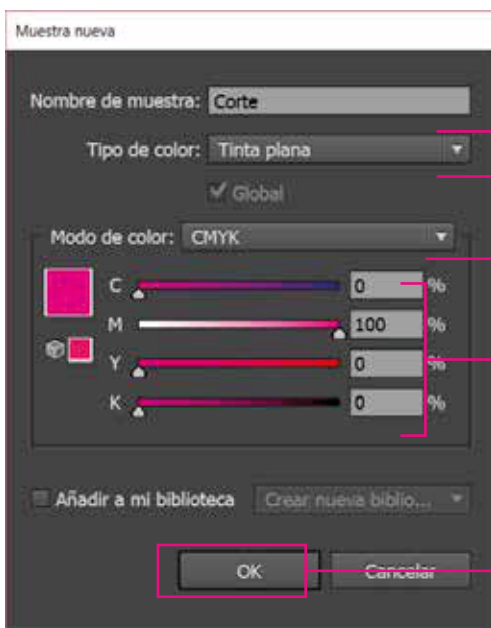 Muestra nueva
Nombre de muestra: Corte
Tipo de color: Tinta plana
Global
Modo de color: CMYK
C 0 %
M 100 %
Y 0 %
K 0 %
Añadir a mi biblioteca Crear nueva biblio...
OK Cancelar